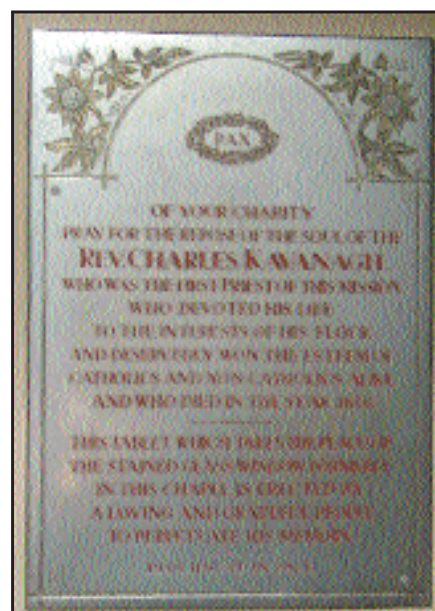 PAX
OF YOUR CHARITY
PRAY FOR THE REPOSE OF THE SOUL OF THE
REV. CHARLES KAVANAGH
WHO WAS THE FIRST PRIEST OF THIS MISSION
WHO DEVOTED HIS LIFE
TO THE INTERESTS OF HIS FLOCK
AND DESERVEDLY WON THE ESTEEM OF
CATHOLICS AND NON CATHOLICS ALIKE
AND WHO DIED IN THE YEAR
THIS TABLET WHICH TAKES THE PLACE OF
THE STAINED GLASS WINDOW FORMERLY
IN THIS CHAPEL IS ERECTED BY
A LOVING AND GRATEFUL PEOPLE
TO PERPETUATE HIS MEMORY